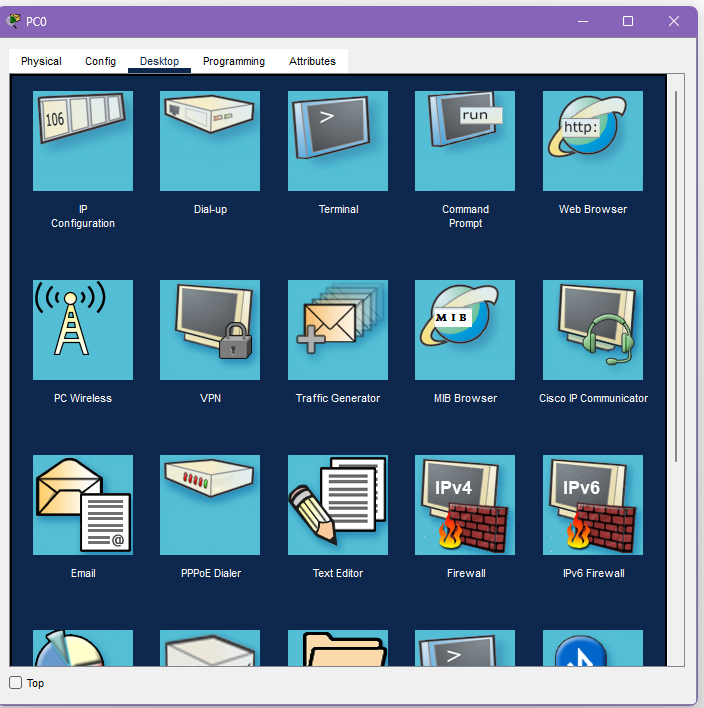 PC0
Physical Config Desktop Programming Attributes
106
>
run
http:
IP
Configuration
Dial-up
Terminal
Command
Prompt
Web Browser
MIB
PC Wireless
VPN
Traffic Generator
MIB Browser
Cisco IP Communicator
@
IPv4
IPv6
Email
PPPoE Dialer
Text Editor
Firewall
IPv6 Firewall
>
Top